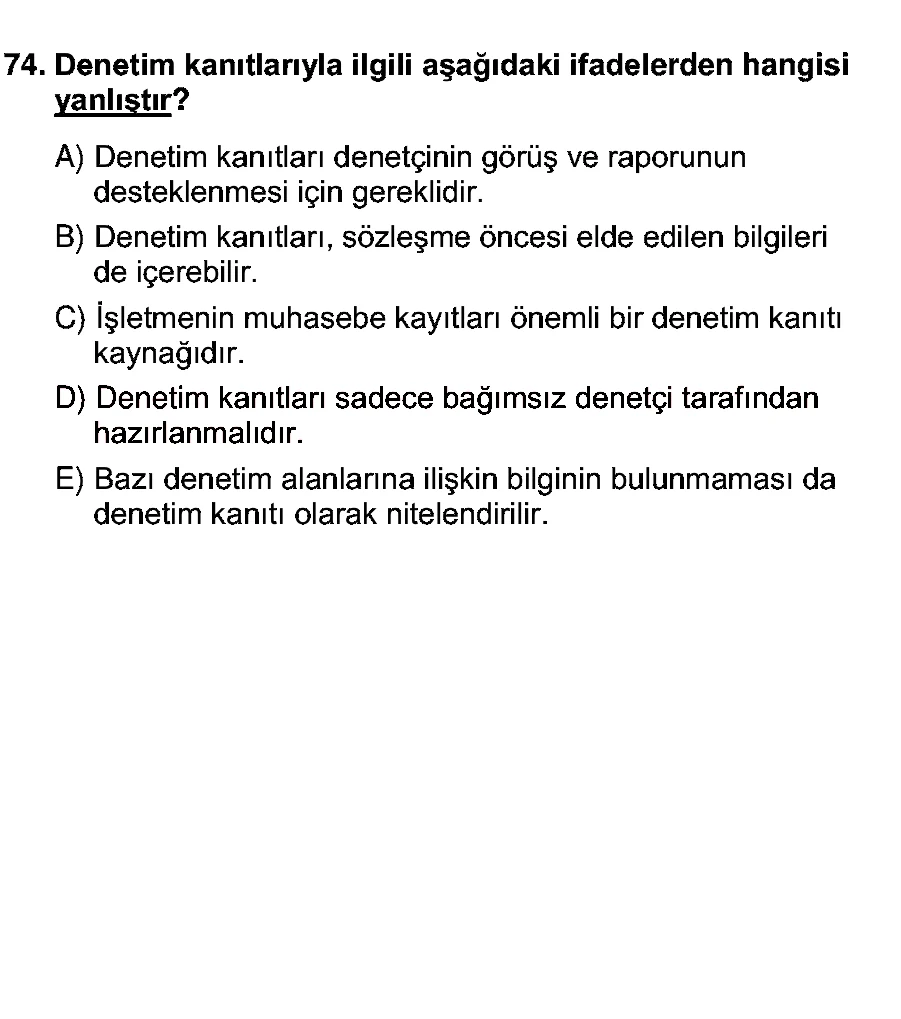 74. Denetim kanıtlarıyla ilgili aşağıdaki ifadelerden hangisi
yanlıştır?
A) Denetim kanıtları denetçinin görüş ve raporunun
desteklenmesi için gereklidir.
B) Denetim kanıtları, sözleşme öncesi elde edilen bilgileri
de içerebilir.
C) İşletmenin muhasebe kayıtları önemli bir denetim kanıtı
kaynağıdır.
D) Denetim kanıtları sadece bağımsız denetçi tarafından
hazırlanmalıdır.
E) Bazı denetim alanlarına ilişkin bilginin bulunmaması da
denetim kanıtı olarak nitelendirilir.